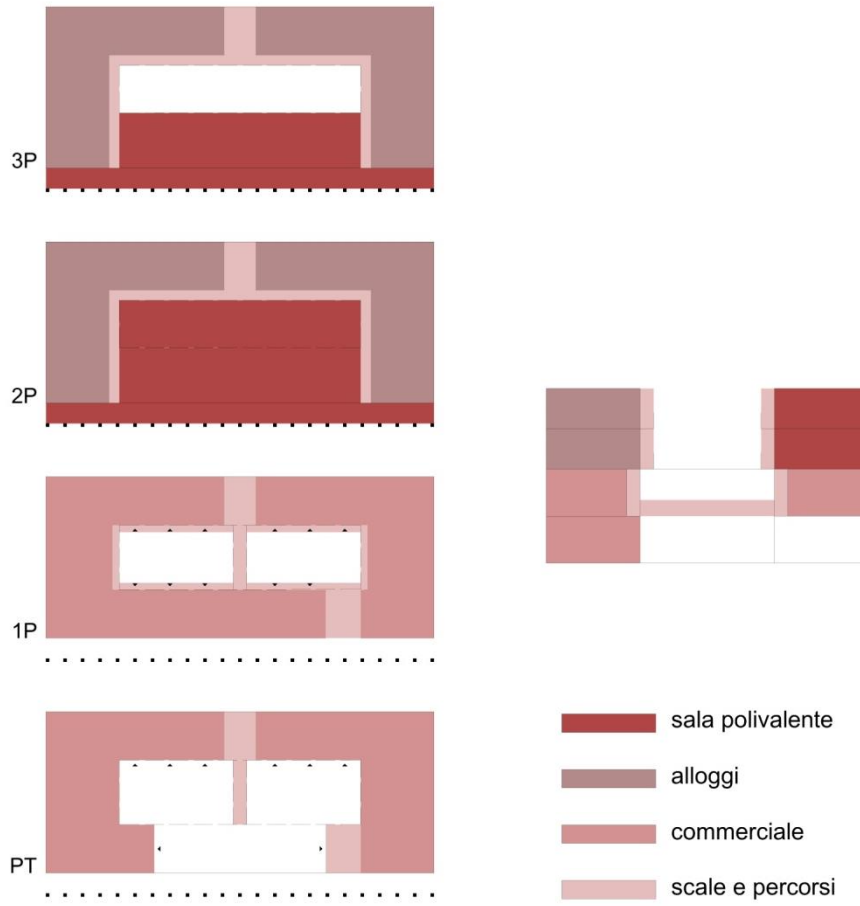 3P
2P
1P
PT
sala polivalente
alloggi
commerciale
scale e percorsi